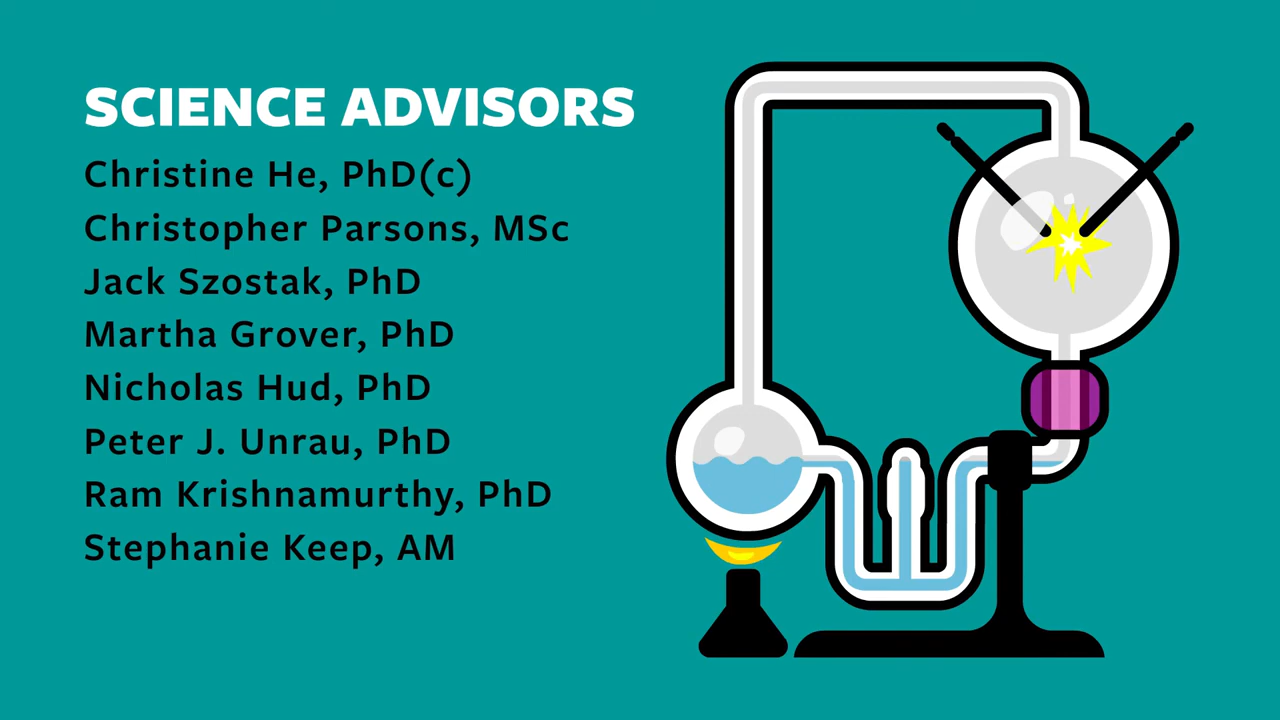 SCIENCE ADVISORS
Christine He, PhD(c)
Christopher Parsons, MSc
Jack Szostak, PhD
Martha Grover, PhD
Nicholas Hud, PhD
Peter J. Unrau, PhD
Ram Krishnamurthy, PhD
Stephanie Keep, AM